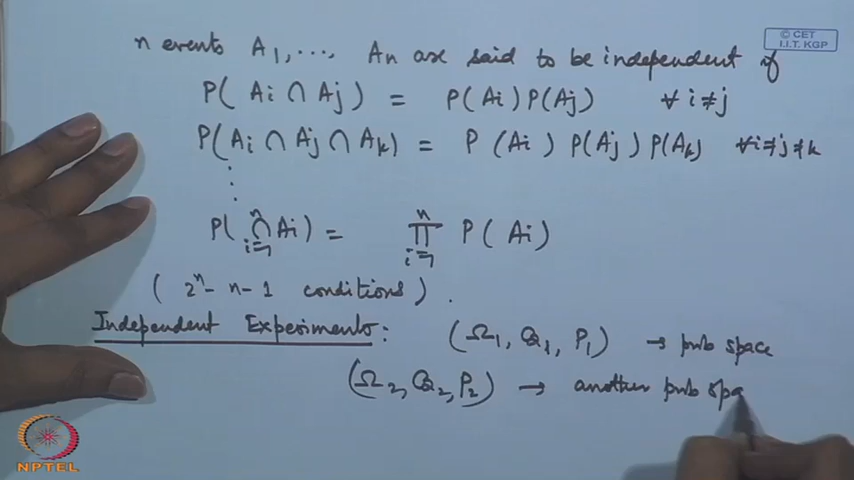 © CET
I.I.T. KGP
n events A1, ..., An are said to be independent if
P( Ai ∩ Aj ) = P(Ai) P(Aj) ∀ i≠j
P( Ai ∩ Aj ∩ Ak ) = P(Ai) P(Aj) P(Ak) ∀ i≠j≠k
⋮
P( ⋂_{i=1}^{n} Ai ) = ∏_{i=1}^{n} P(Ai)
( 2^n - n - 1 conditions ) .
Independent Experiments : (Ω1, Q1, P1) → prob space
(Ω2, Q2, P2) → another prob spa
NPTEL